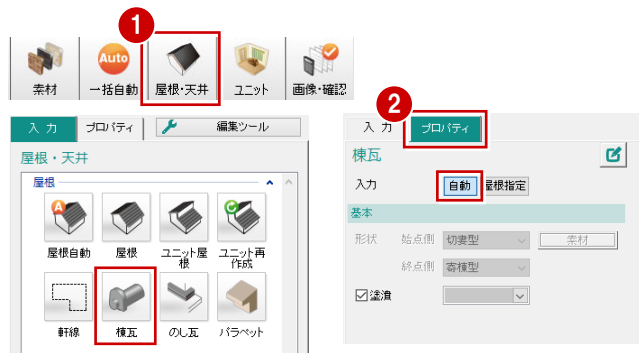 1
Auto
素材
一括自動
屋根・天井
ユニット
画像・確認
入 力
プロパティ
編集ツール
屋根・天井
屋根
屋根自動
屋根
ユニット屋
根
ユニット再
作成
軒線
棟瓦
のし瓦
パラペット
2
入 力
プロパティ
棟瓦
入力
自動
屋根指定
基本
形状
始点側
切妻型
素材
終点側
寄棟型
塗潰